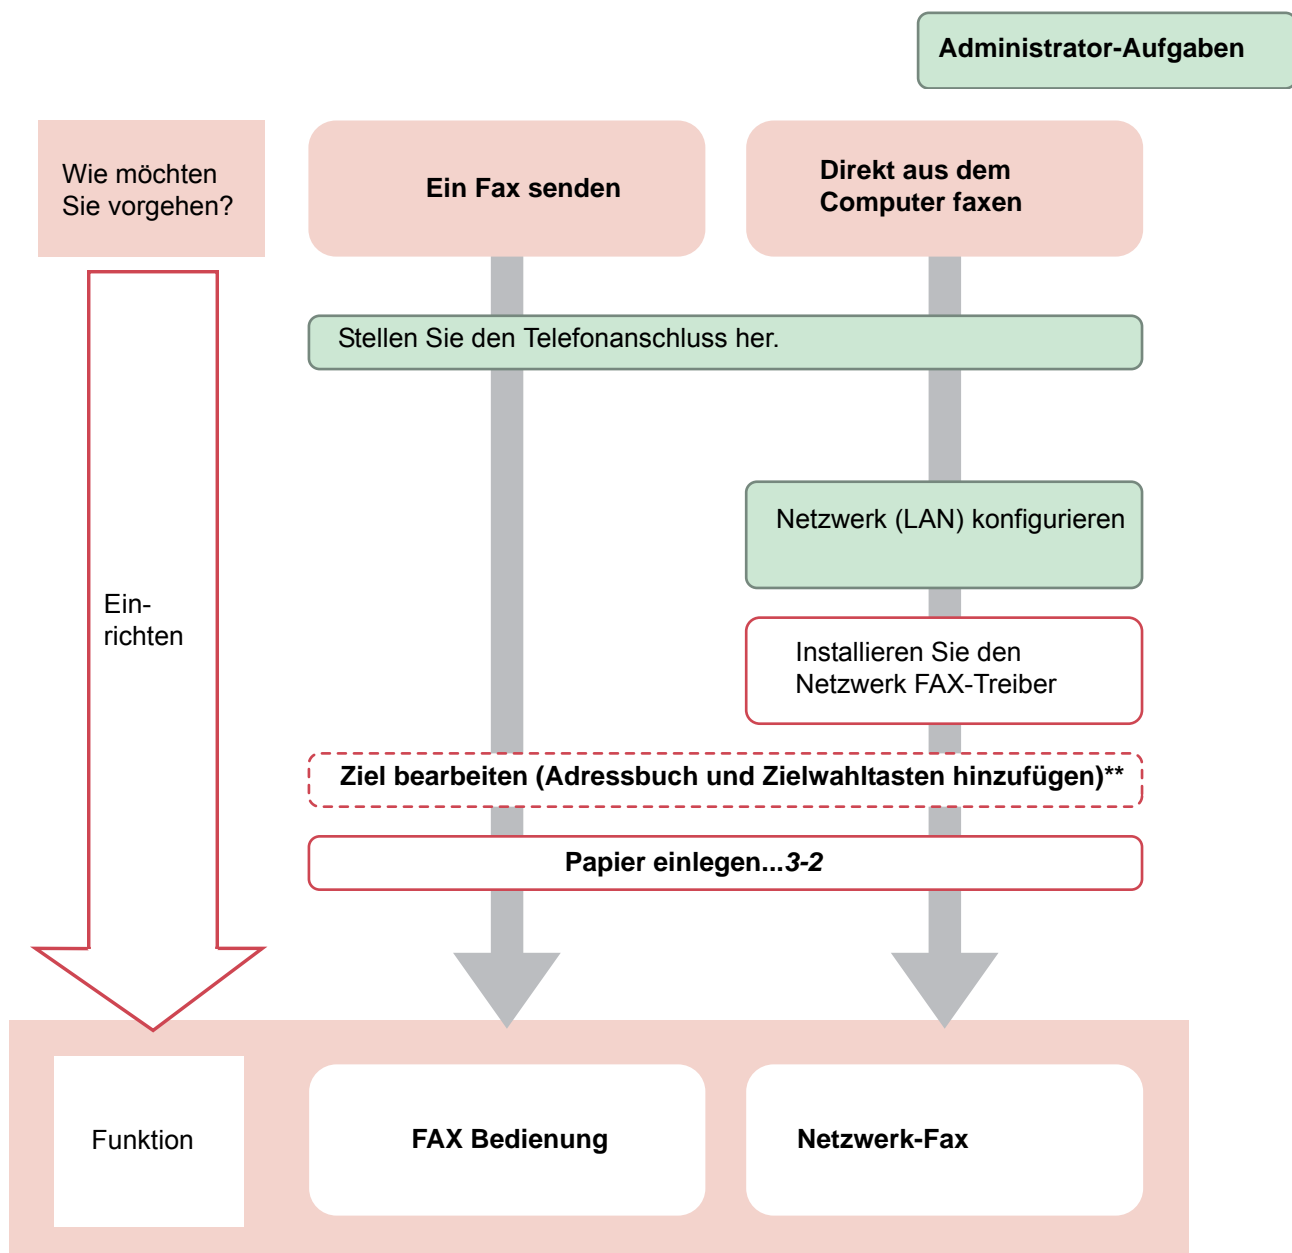 Administrator-Aufgaben
Wie möchten
Sie vorgehen?
Ein Fax senden
Direkt aus dem
Computer faxen
Stellen Sie den Telefonanschluss her.
Netzwerk (LAN) konfigurieren
Ein-
richten
Installieren Sie den
Netzwerk FAX-Treiber
Ziel bearbeiten (Adressbuch und Zielwahltasten hinzufügen)**
Papier einlegen...3-2
Funktion
FAX Bedienung
Netzwerk-Fax